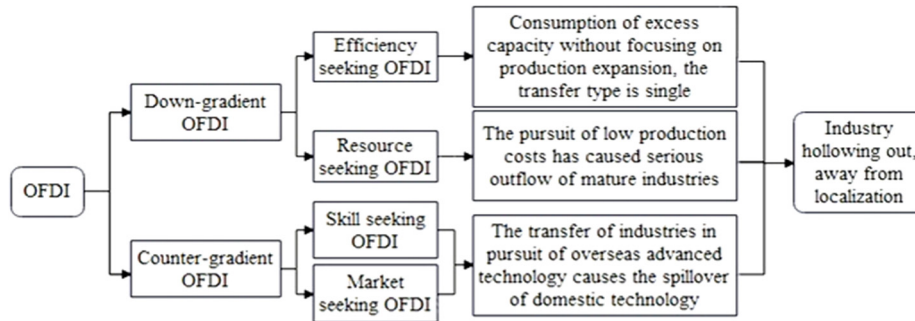 OFDI
Down-gradient
OFDI
Counter-gradient
OFDI
Efficiency
seeking OFDI
Resource
seeking OFDI
Skill seeking
OFDI
Market
seeking OFDI
Consumption of excess
capacity without focusing on
production expansion, the
transfer type is single
The pursuit of low production
costs has caused serious
outflow of mature industries
The transfer of industries in
pursuit of overseas advanced
technology causes the spillover
of domestic technology
Industry
hollowing out,
away from
localization